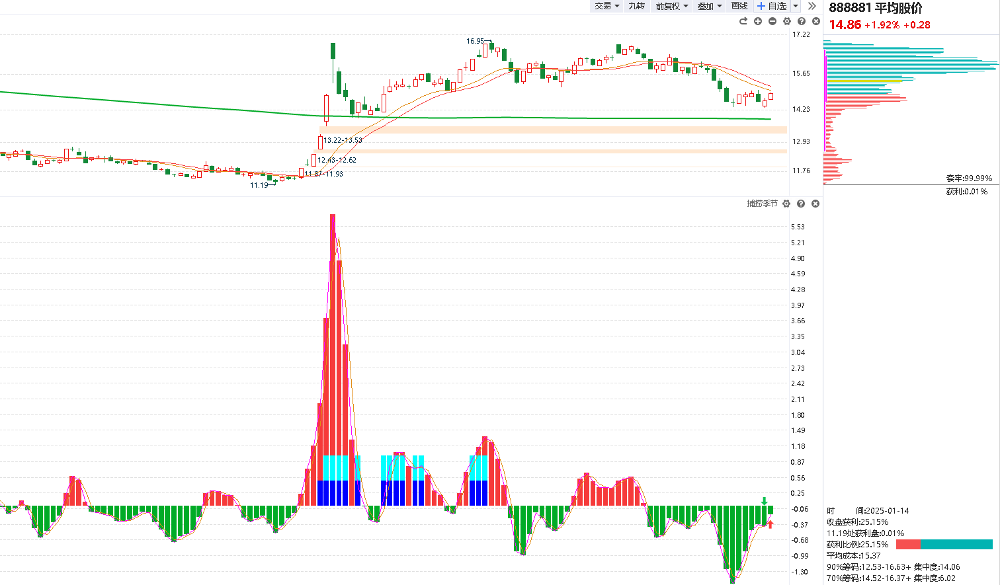 交易 九转 前复权 叠加 画线 自选
888881 平均股价
14.86 +1.92% +0.28
17.22
16.95
15.65
14.23
13.22-13.53
12.93
12.43-12.62
11.87-11.93
11.76
11.19
套牢:99.99%
获利:0.01%
捕捞季节
5.53
5.21
4.90
4.59
4.28
3.97
3.66
3.35
3.04
2.73
2.42
2.11
1.80
1.49
1.18
0.87
0.56
0.25
-0.06
-0.37
-0.68
-0.99
-1.30
时 间:2025-01-14
收盘获利:25.15%
11.19处获利盘:0.01%
获利比例:25.15%
平均成本:15.37
90%筹码:12.53-16.63+ 集中度:14.06
70%筹码:14.52-16.37+ 集中度:6.02